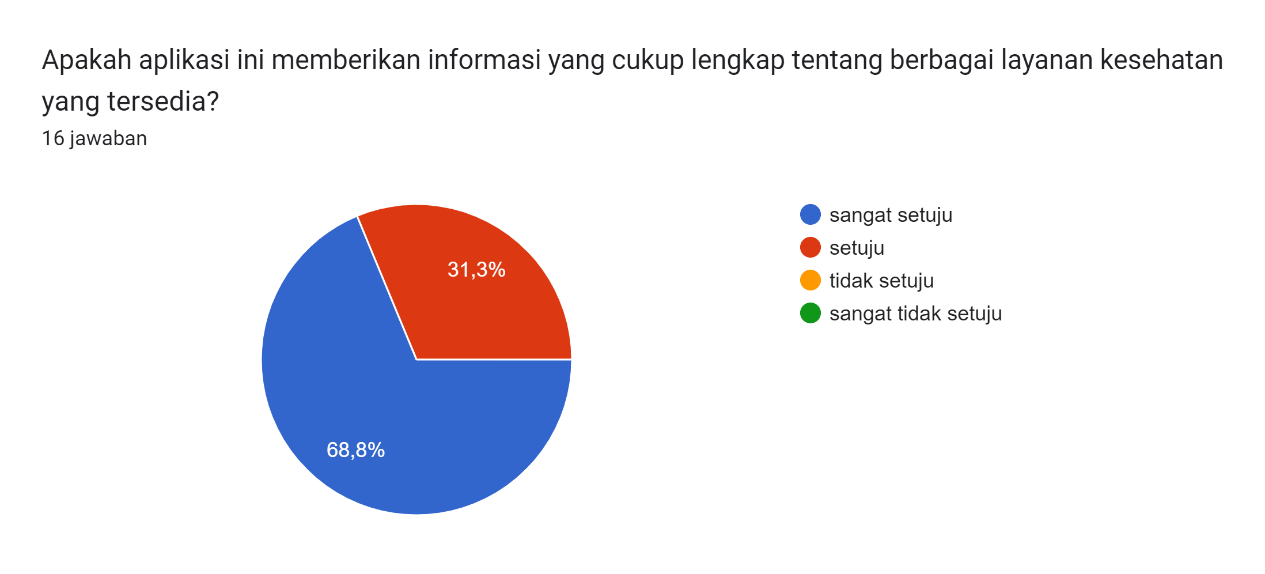 Apakah aplikasi ini memberikan informasi yang cukup lengkap tentang berbagai layanan kesehatan
yang tersedia?
16 jawaban
31,3%
68,8%
sangat setuju
setuju
tidak setuju
sangat tidak setuju